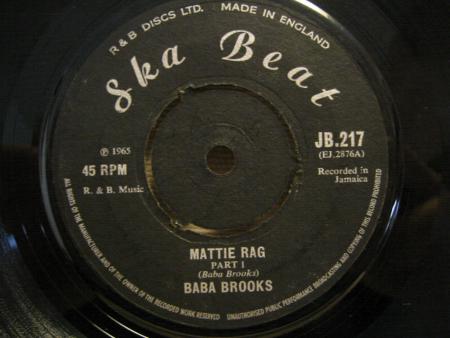 R & B DISCS LTD. MADE IN ENGLAND
Ska Beat
℗ 1965
45 RPM
R. & B. Music
JB.217
(EJ.2876A)
Recorded in
Jamaica
MATTIE RAG
PART 1
(Baba Brooks)
BABA BROOKS
ALL RIGHTS OF THE MANUFACTURER AND OF THE OWNER OF THE RECORDED WORK RESERVED UNAUTHORISED PUBLIC PERFORMANCE BROADCASTING AND COPYING OF THIS RECORD PROHIBITED